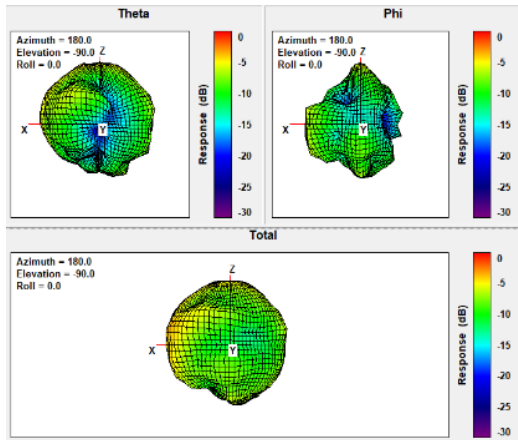 Theta
Azimuth = 180.0
Elevation = -90.0
Roll = 0.0
Z
X
Y
0
-5
-10
-15
-20
-25
-30
Response (dB)
Phi
Azimuth = 180.0
Elevation = -90.0
Roll = 0.0
Z
X
Y
0
-5
-10
-15
-20
-25
-30
Response (dB)
Total
Azimuth = 180.0
Elevation = -90.0
Roll = 0.0
Z
X
Y
0
-5
-10
-15
-20
-25
-30
Response (dB)